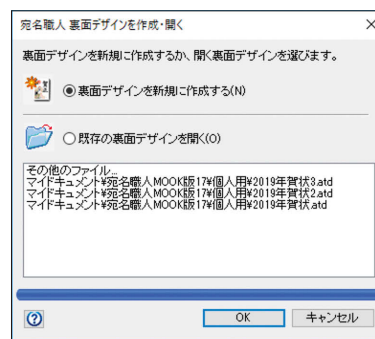 宛名職人 裏面デザインを作成・開く
裏面デザインを新規に作成するか、開く裏面デザインを選びます。
裏面デザインを新規に作成する(N)
既存の裏面デザインを開く(O)
その他のファイル...
マイドキュメント¥宛名職人MOOK版17¥個人用¥2019年賀状3.atd
マイドキュメント¥宛名職人MOOK版17¥個人用¥2019年賀状2.atd
マイドキュメント¥宛名職人MOOK版17¥個人用¥2019年賀状.atd
OK キャンセル